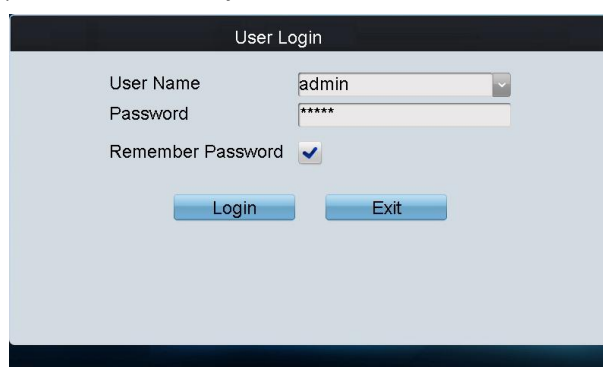 User Login
User Name admin
Password *****
Remember Password
Login Exit